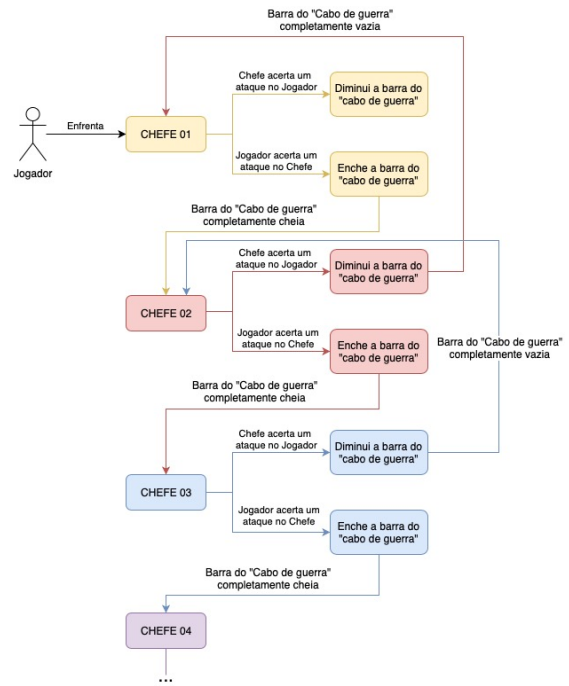 Barra do "Cabo de guerra"
completamente vazia
Chefe acerta um
ataque no Jogador
Diminui a barra do
"cabo de guerra"
Enfrenta
CHEFE 01
Jogador
Jogador acerta um
ataque no Chefe
Enche a barra do
"cabo de guerra"
Barra do "Cabo de guerra"
completamente cheia
Chefe acerta um
ataque no Jogador
Diminui a barra do
"cabo de guerra"
CHEFE 02
Jogador acerta um
ataque no Chefe
Enche a barra do
"cabo de guerra"
Barra do "Cabo de guerra"
completamente vazia
Barra do "Cabo de guerra"
completamente cheia
Chefe acerta um
ataque no Jogador
Diminui a barra do
"cabo de guerra"
CHEFE 03
Jogador acerta um
ataque no Chefe
Enche a barra do
"cabo de guerra"
Barra do "Cabo de guerra"
completamente cheia
CHEFE 04
...